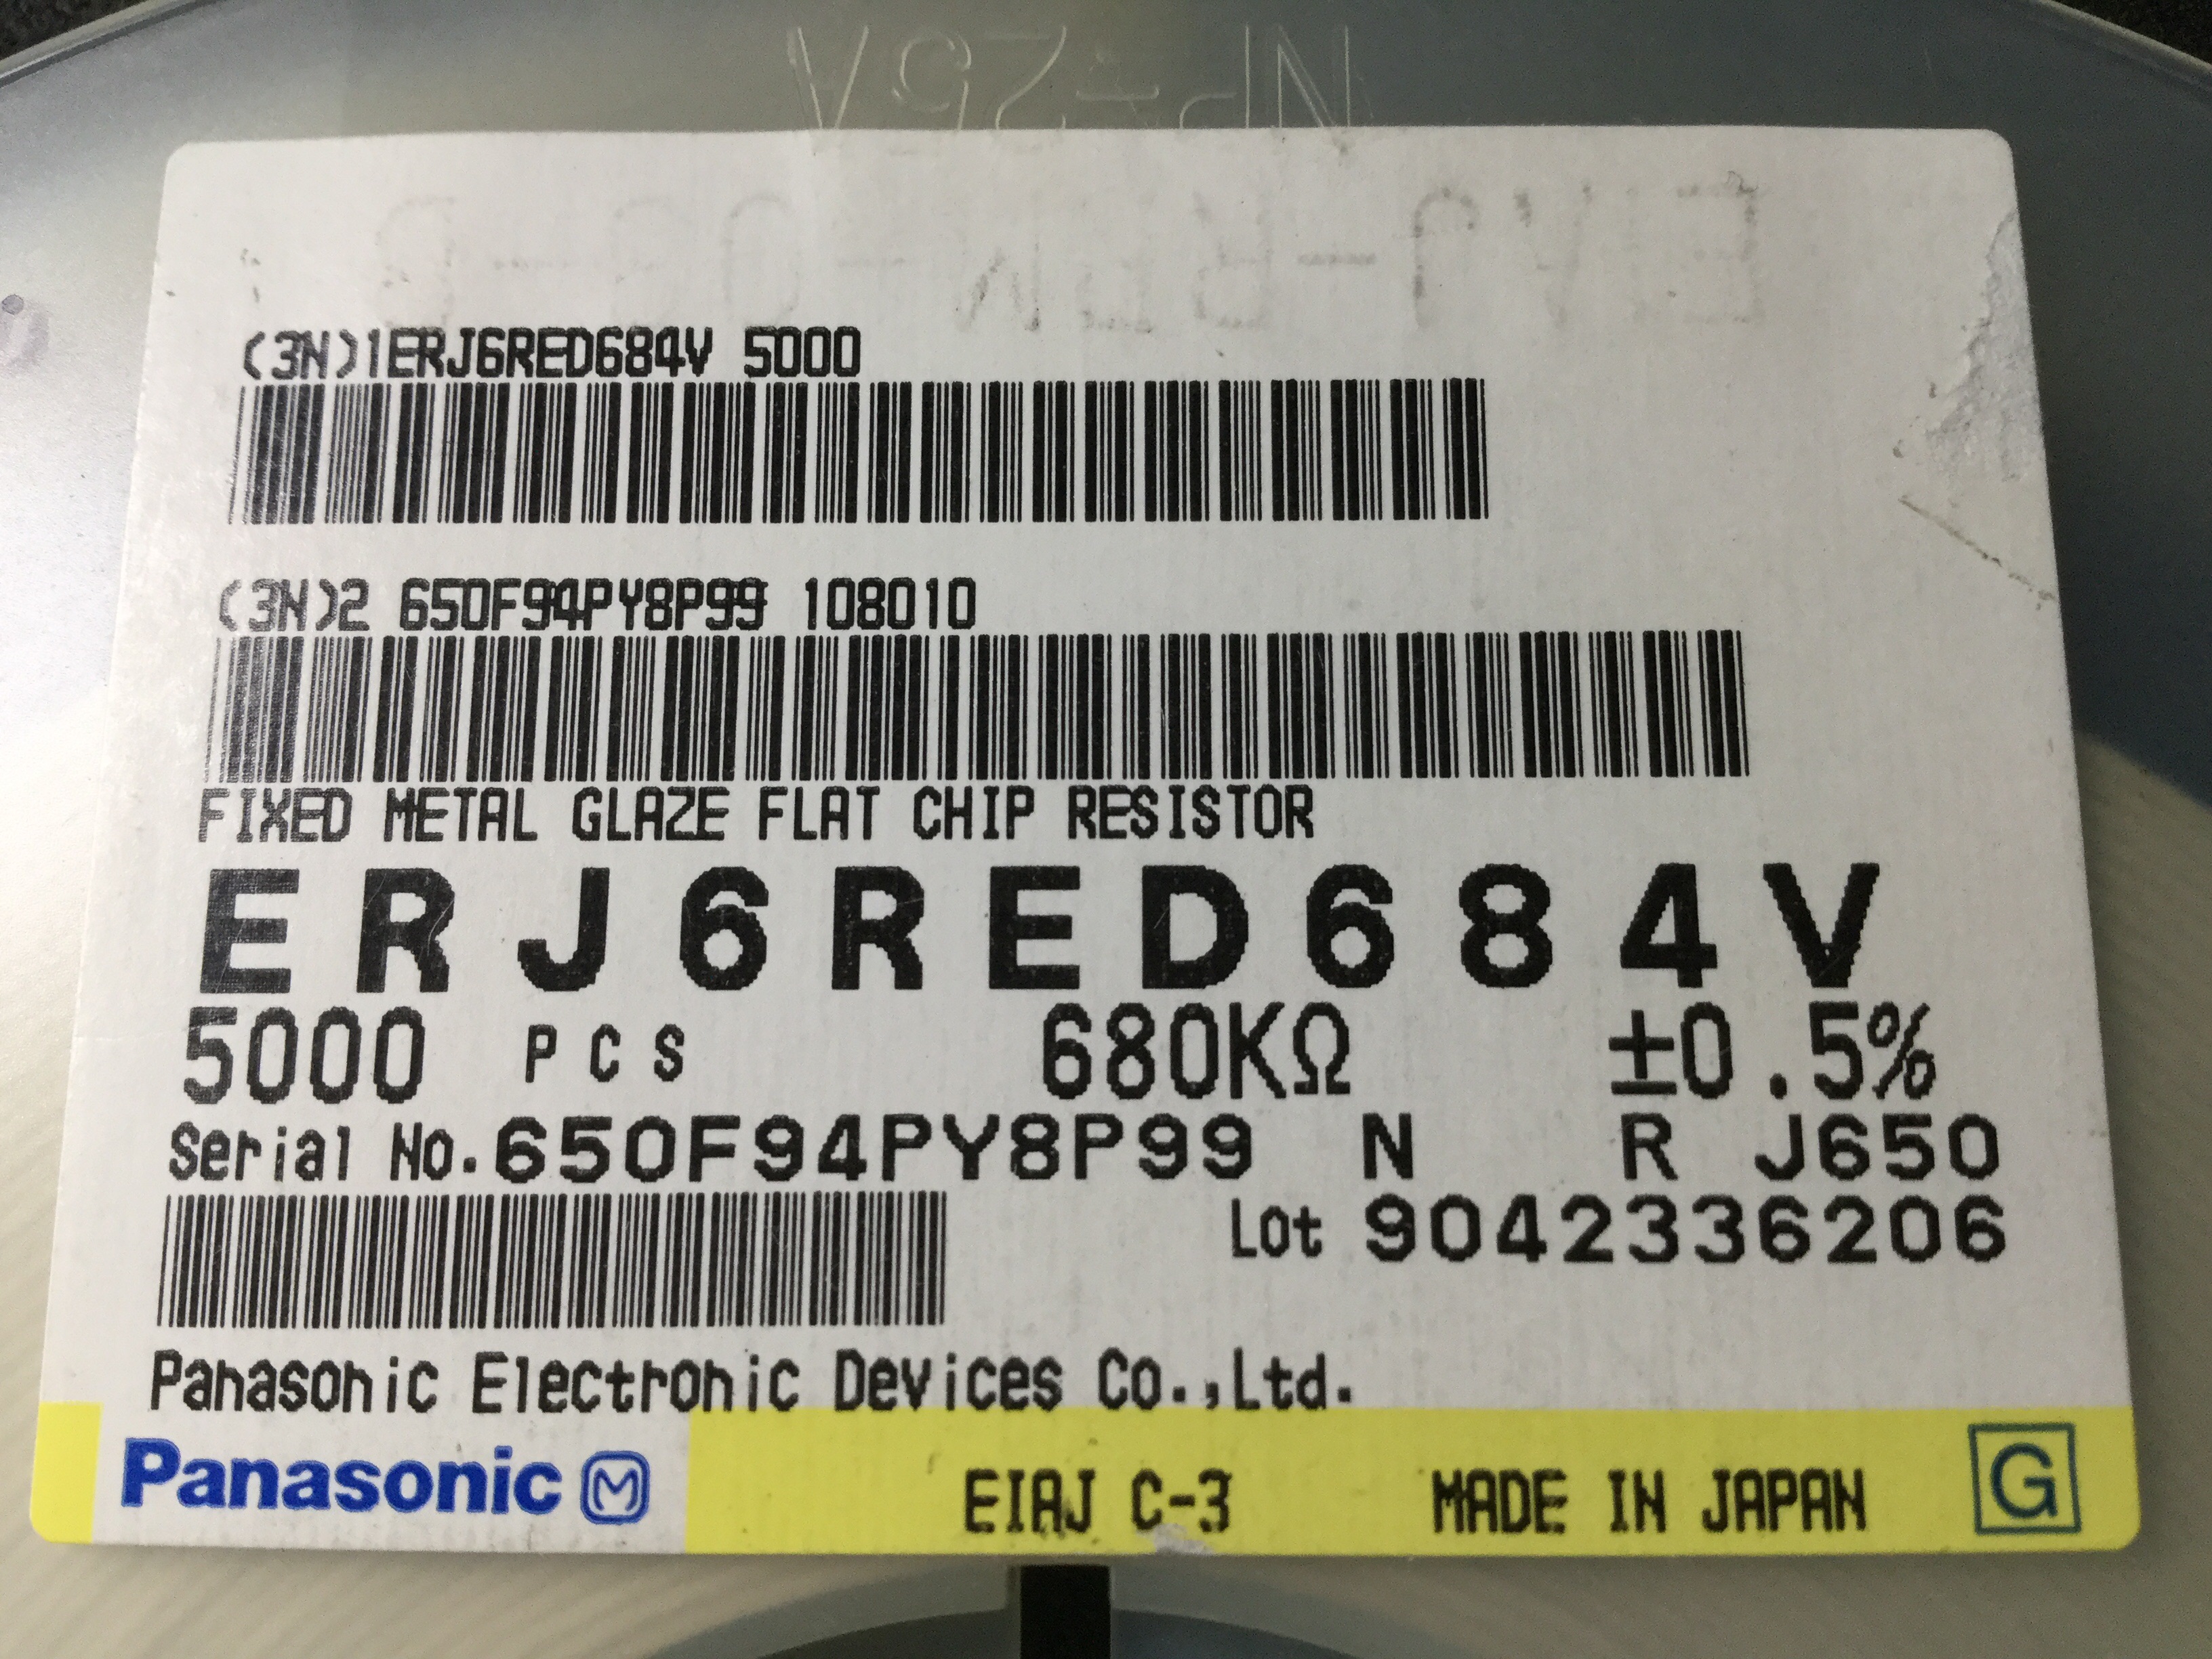 (3N)1ERJ6RED684V 5000
(3N)2 650F94PY8P99 108010
FIXED METAL GLAZE FLAT CHIP RESISTOR
ERJ6RED684V
5000 PCS 680KΩ ±0.5%
Serial No.650F94PY8P99 N R J650
Lot 9042336206
Panasonic Electronic Devices Co.,Ltd.
Panasonic M EIAJ C-3 MADE IN JAPAN G